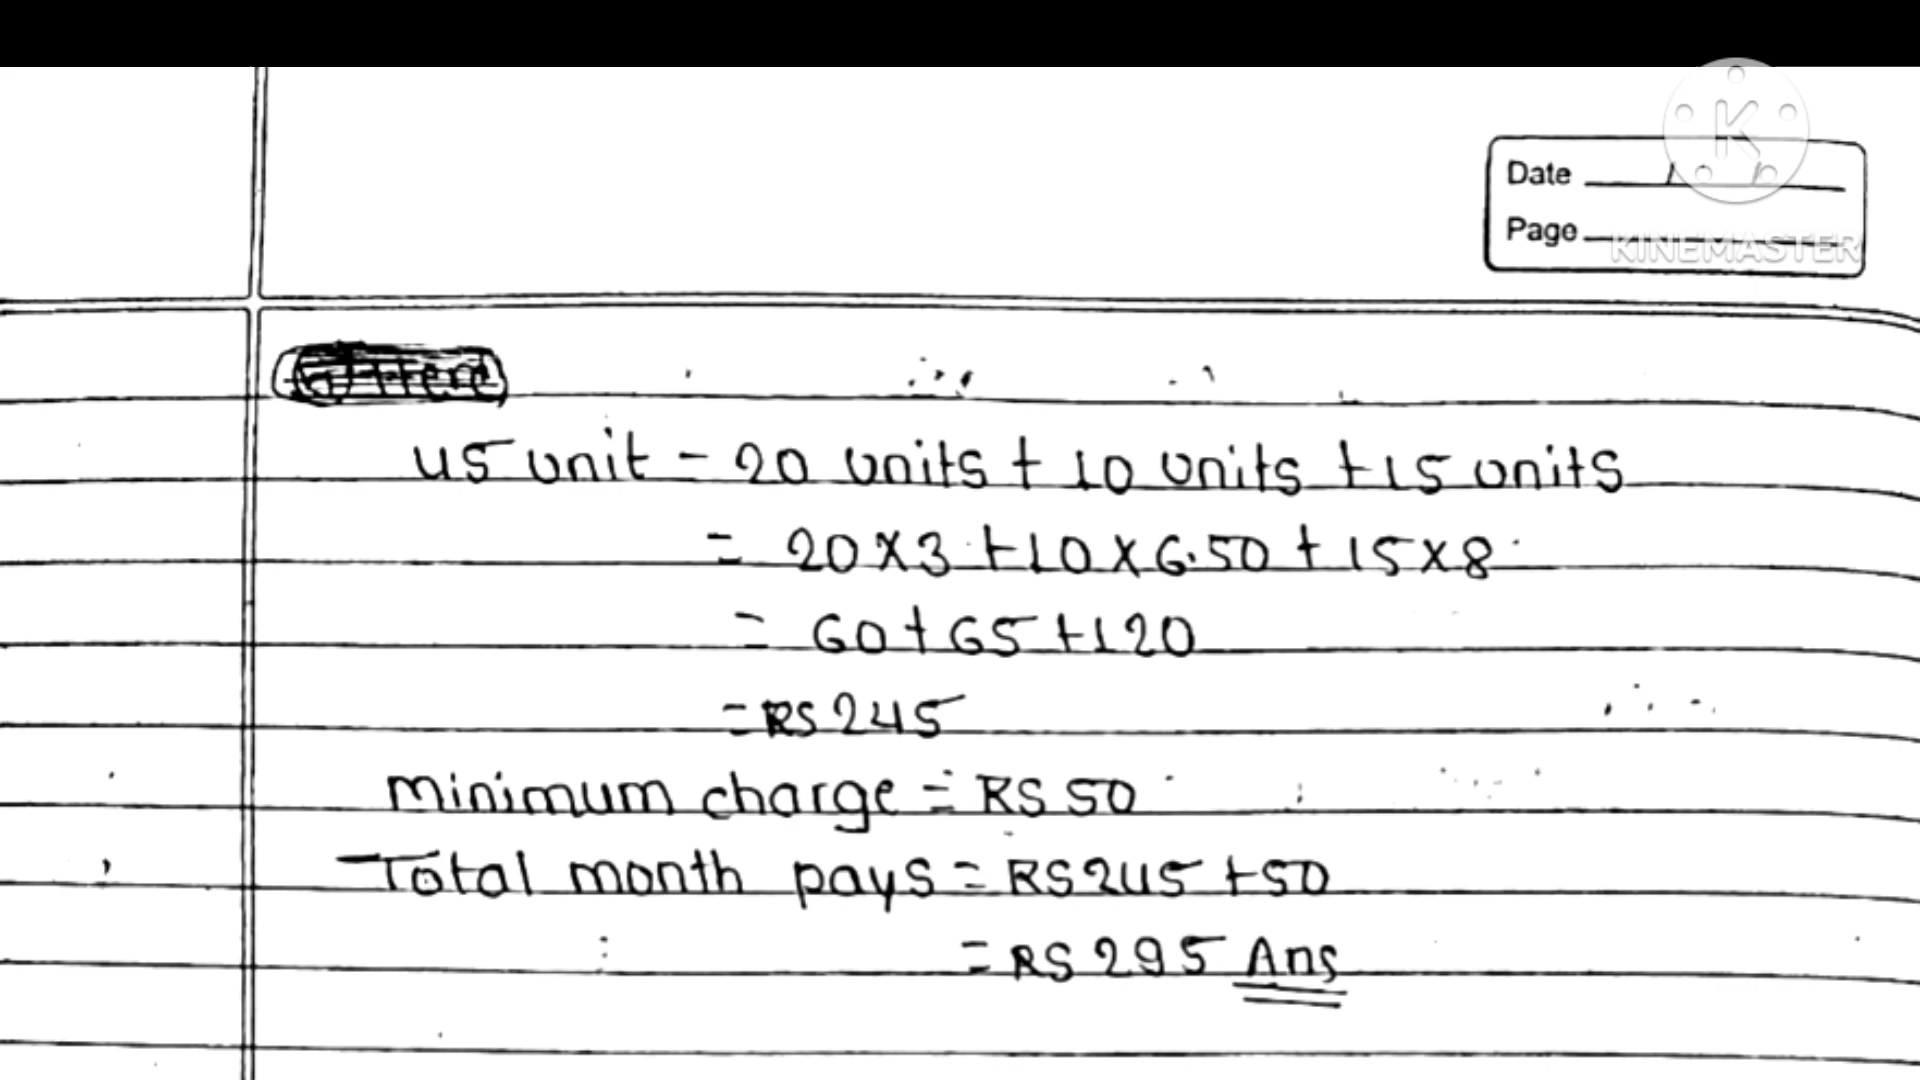 Date
Page
KINEMASTER
45 unit - 20 units + 10 units + 15 units
= 20 × 3 + 10 × 6.50 + 15 × 8
= 60 + 65 + 120
= RS 245
Minimum charge = RS 50
Total month pays = RS 245 + 50
= RS 295 Ans